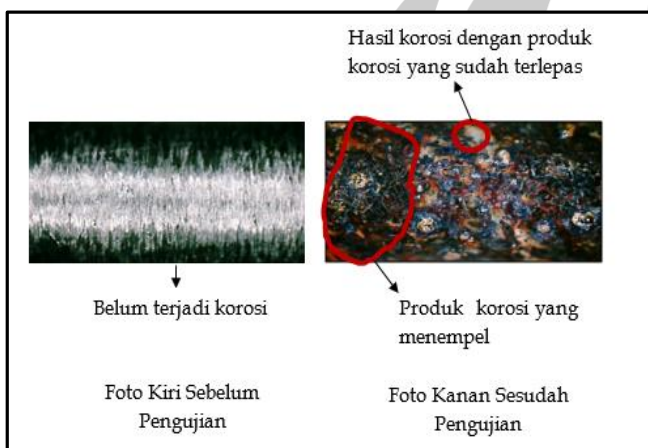 Hasil korosi dengan produk
korosi yang sudah terlepas
Belum terjadi korosi
Produk korosi yang
menempel
Foto Kiri Sebelum
Pengujian
Foto Kanan Sesudah
Pengujian